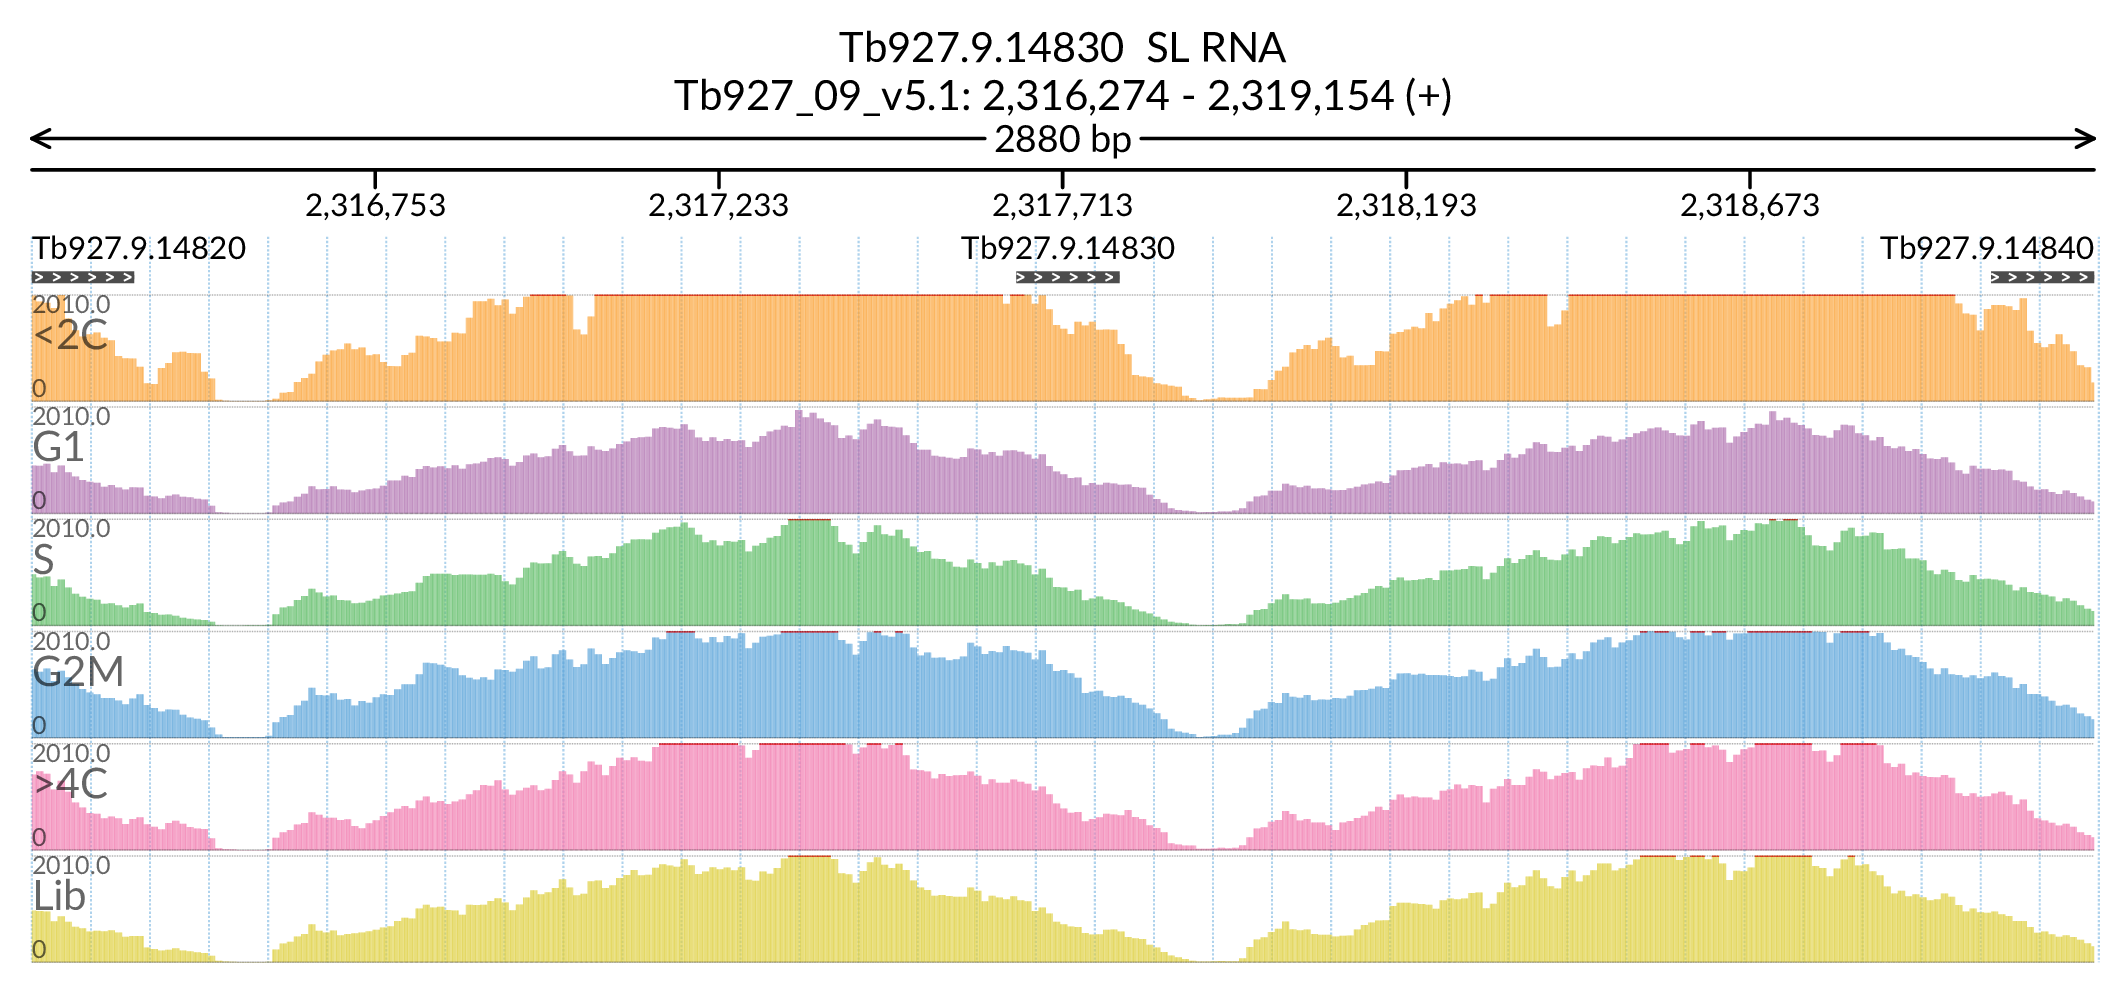 Tb927.9.14830 SL RNA
Tb927_09_v5.1: 2,316,274 - 2,319,154 (+)
2880 bp
2,316,753 2,317,233 2,317,713 2,318,193 2,318,673
Tb927.9.14820 Tb927.9.14830 Tb927.9.14840
2010.0
<2C
0
2010.0
G1
0
2010.0
S
0
2010.0
G2M
0
2010.0
>4C
0
2010.0
Lib
0